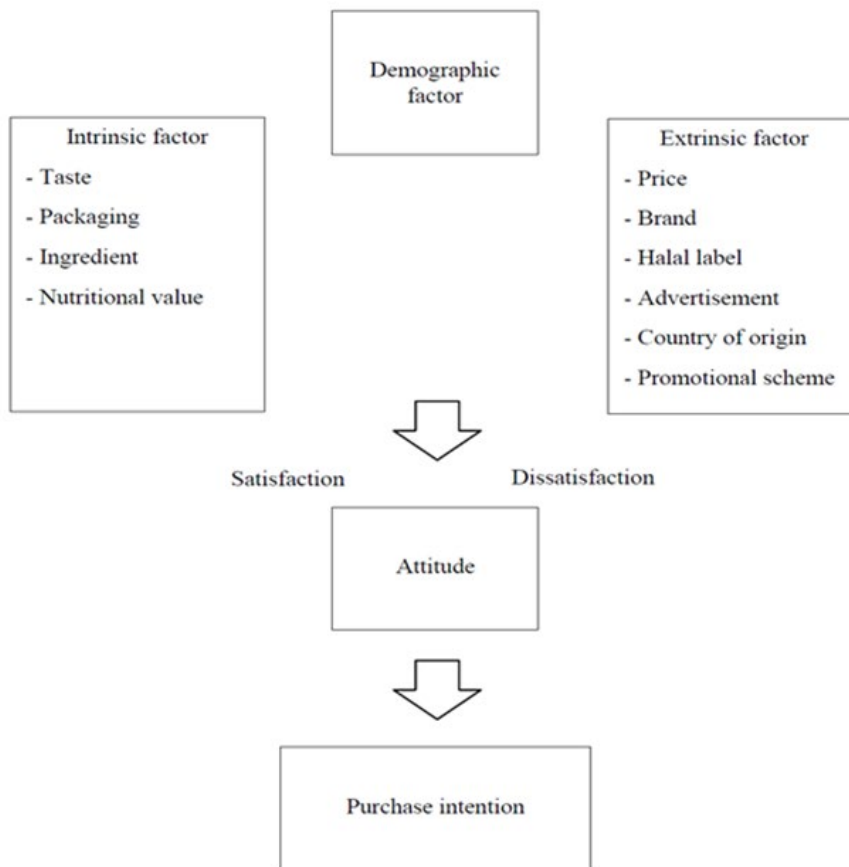 Demographic
factor
Intrinsic factor
- Taste
- Packaging
- Ingredient
- Nutritional value
Extrinsic factor
- Price
- Brand
- Halal label
- Advertisement
- Country of origin
- Promotional scheme
Satisfaction
Dissatisfaction
Attitude
Purchase intention